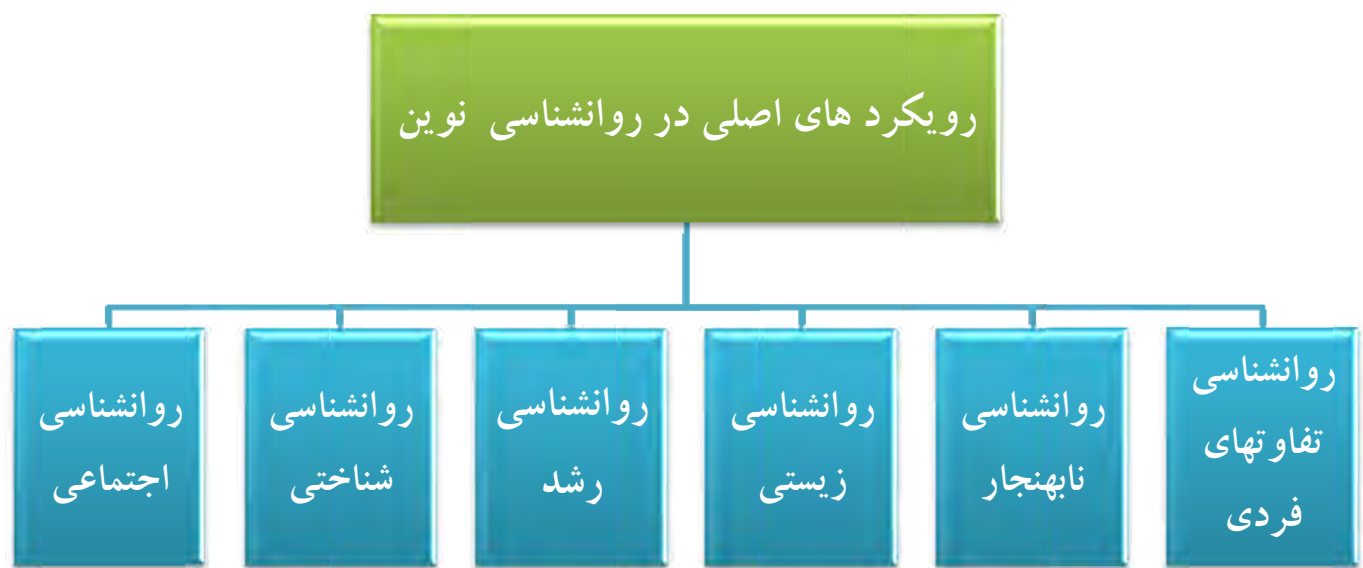 رویکرد های اصلی در روانشناسی نوین
روانشناسی
تفاوتهای
فردی
روانشناسی
نابهنجار
روانشناسی
زیستی
روانشناسی
رشد
روانشناسی
شناختی
روانشناسی
اجتماعی